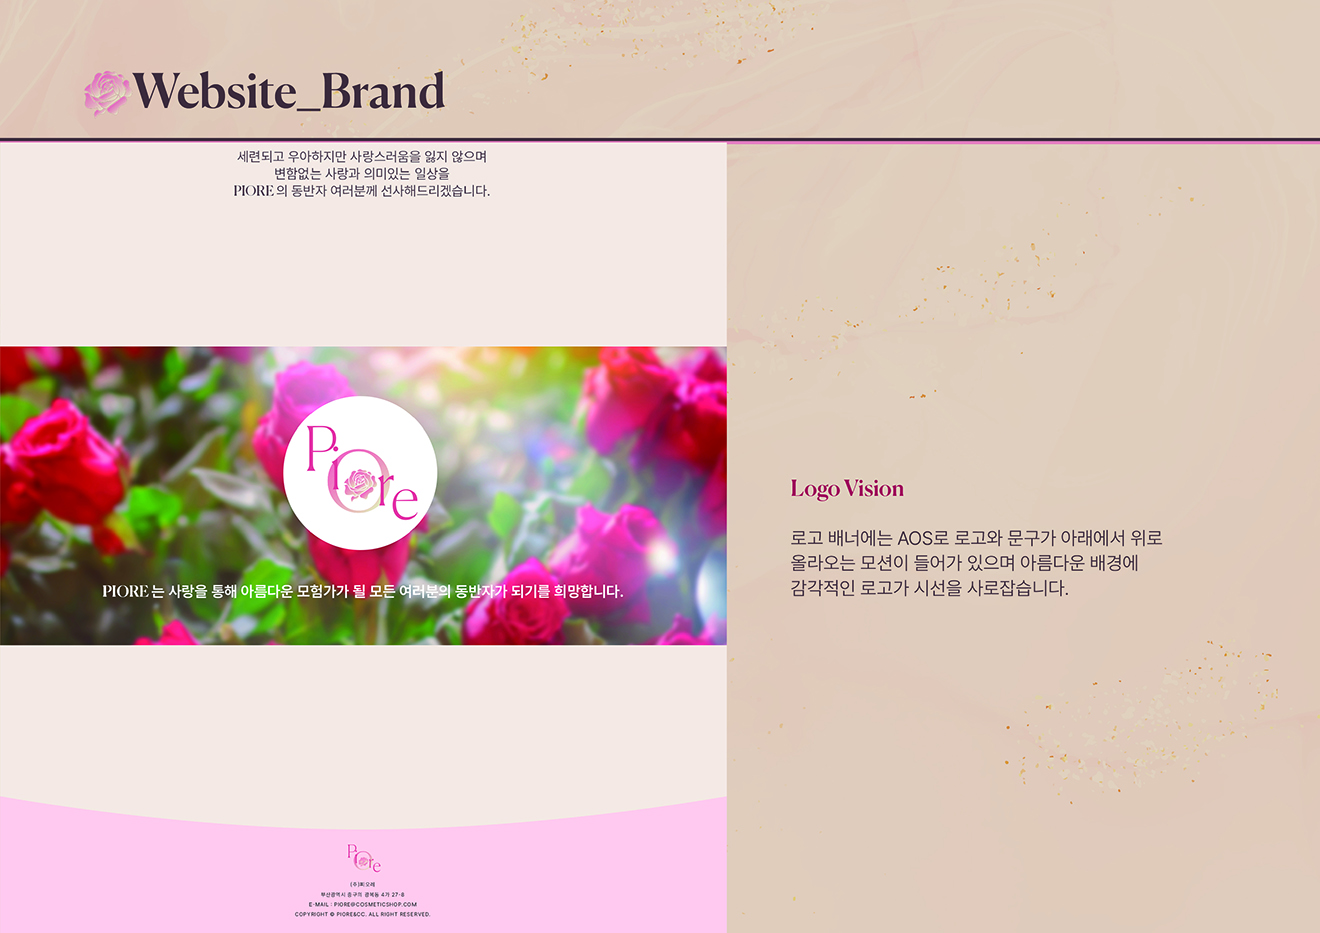 Website_Brand
세련되고 우아하지만 사랑스러움을 잃지 않으며
변함없는 사랑과 의미있는 일상을
PIORE 의 동반자 여러분께 선사해드리겠습니다.
PiOre
PIORE 는 사랑을 통해 아름다운 모험가가 될 모든 여러분의 동반자가 되기를 희망합니다.
Logo Vision
로고 배너에는 AOS로 로고와 문구가 아래에서 위로
올라오는 모션이 들어가 있으며 아름다운 배경에
감각적인 로고가 시선을 사로잡습니다.
PiOre
(주)피오레
부산광역시 중구의 광복동 4가 27-8
E-MAIL : PIORE@COSMETICSHOP.COM
COPYRIGHT © PIORE&CC. ALL RIGHT RESERVED.